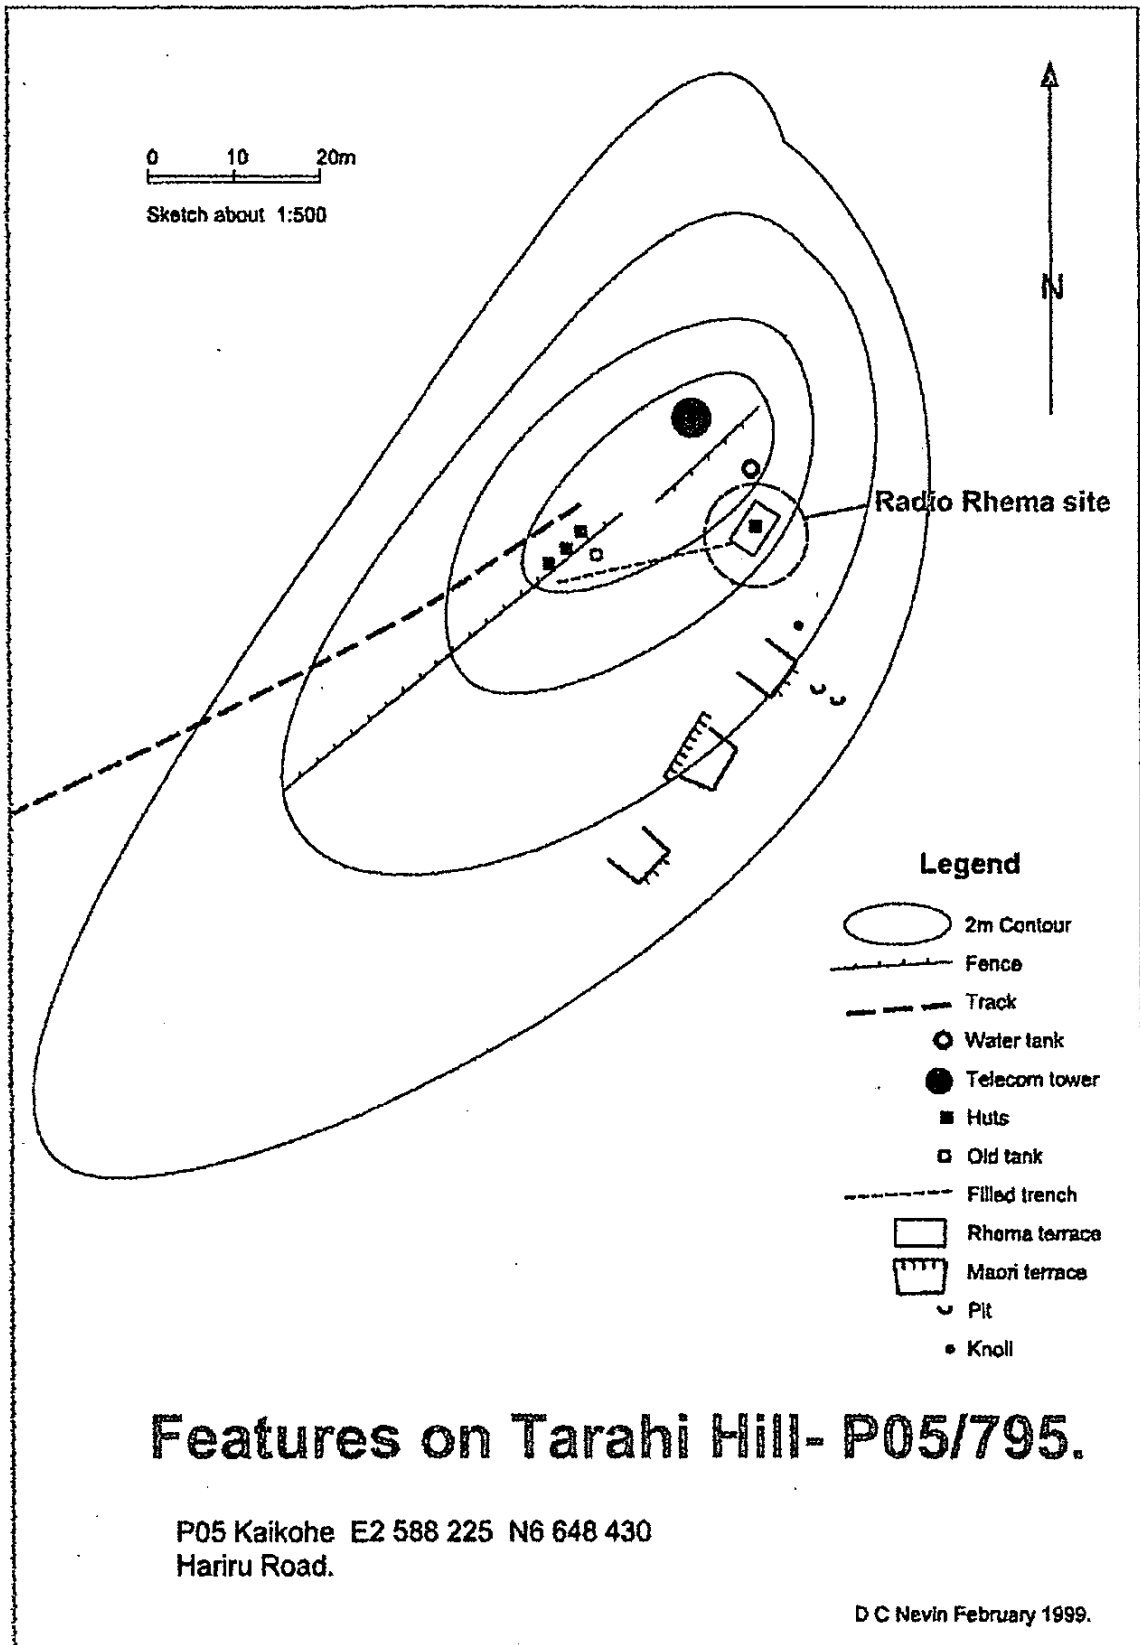 0 10 20m
Sketch about 1:500
N
Radio Rhema site
Legend
2m Contour
Fence
Track
Water tank
Telecom tower
Huts
Old tank
Filled trench
Rhema terrace
Maori terrace
Pit
Knoll
Features on Tarahi Hill- P05/795.
P05 Kaikohe E2 588 225 N6 648 430
Hariru Road.
D C Nevin February 1999.